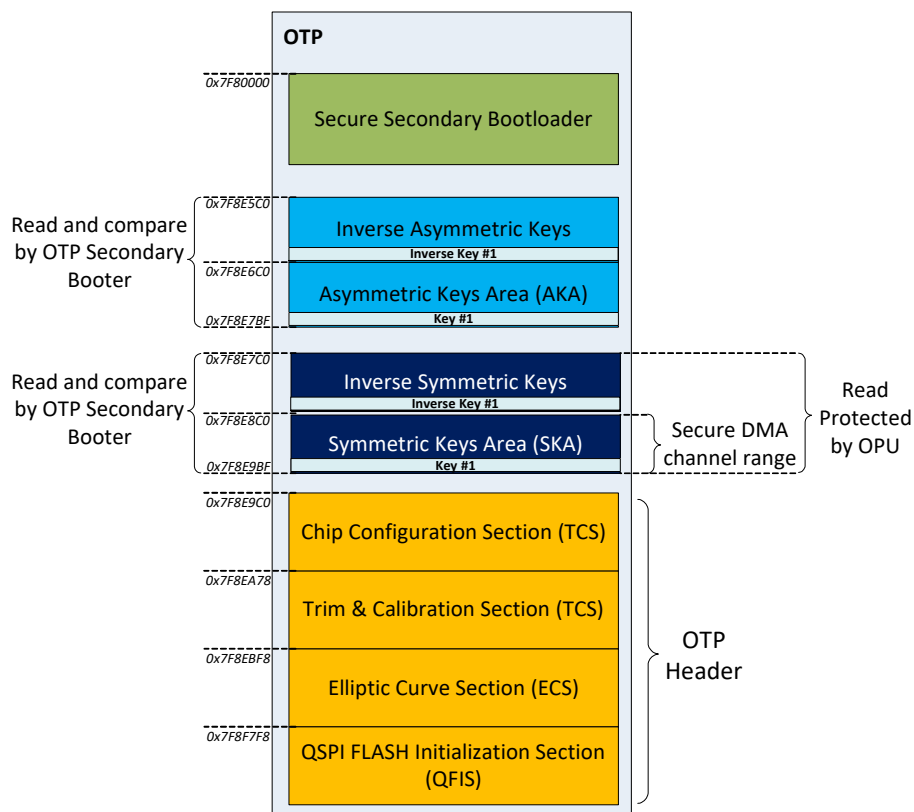 OTP
0x7F80000
Secure Secondary Bootloader
0x7F8E5C0
Read and compare
by OTP Secondary
Booter
Inverse Asymmetric Keys
Inverse Key #1
0x7F8E6C0
Asymmetric Keys Area (AKA)
Key #1
0x7F8E7BF
0x7F8E7C0
Read and compare
by OTP Secondary
Booter
Inverse Symmetric Keys
Inverse Key #1
0x7F8E8C0
Symmetric Keys Area (SKA)
Key #1
0x7F8E9BF
Secure DMA
channel range
Read
Protected
by OPU
0x7F8E9C0
Chip Configuration Section (TCS)
0x7F8EA78
Trim & Calibration Section (TCS)
OTP
Header
0x7F8EBF8
Elliptic Curve Section (ECS)
0x7F8F7F8
QSPI FLASH Initialization Section
(QFIS)